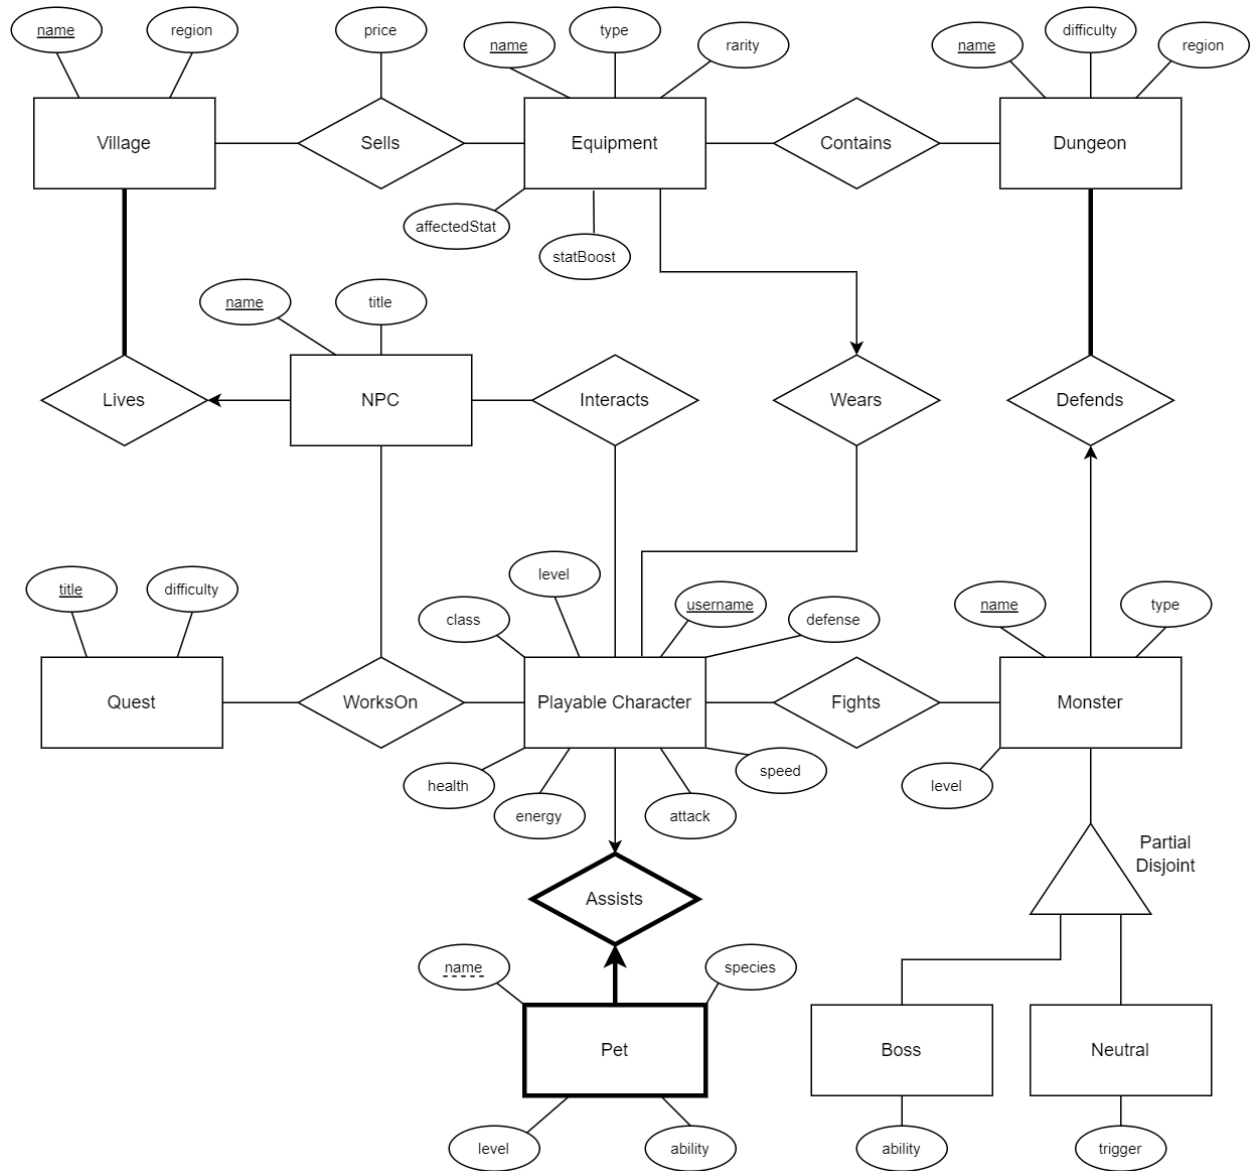 name
region
price
name
type
rarity
name
difficulty
region
Village
Sells
Equipment
Contains
Dungeon
affectedStat
statBoost
name
title
Lives
NPC
Interacts
Wears
Defends
level
title
difficulty
class
username
defense
name
type
Quest
WorksOn
Playable Character
Fights
Monster
health
energy
attack
speed
level
Partial
Disjoint
Assists
name
species
Pet
Boss
Neutral
level
ability
ability
trigger